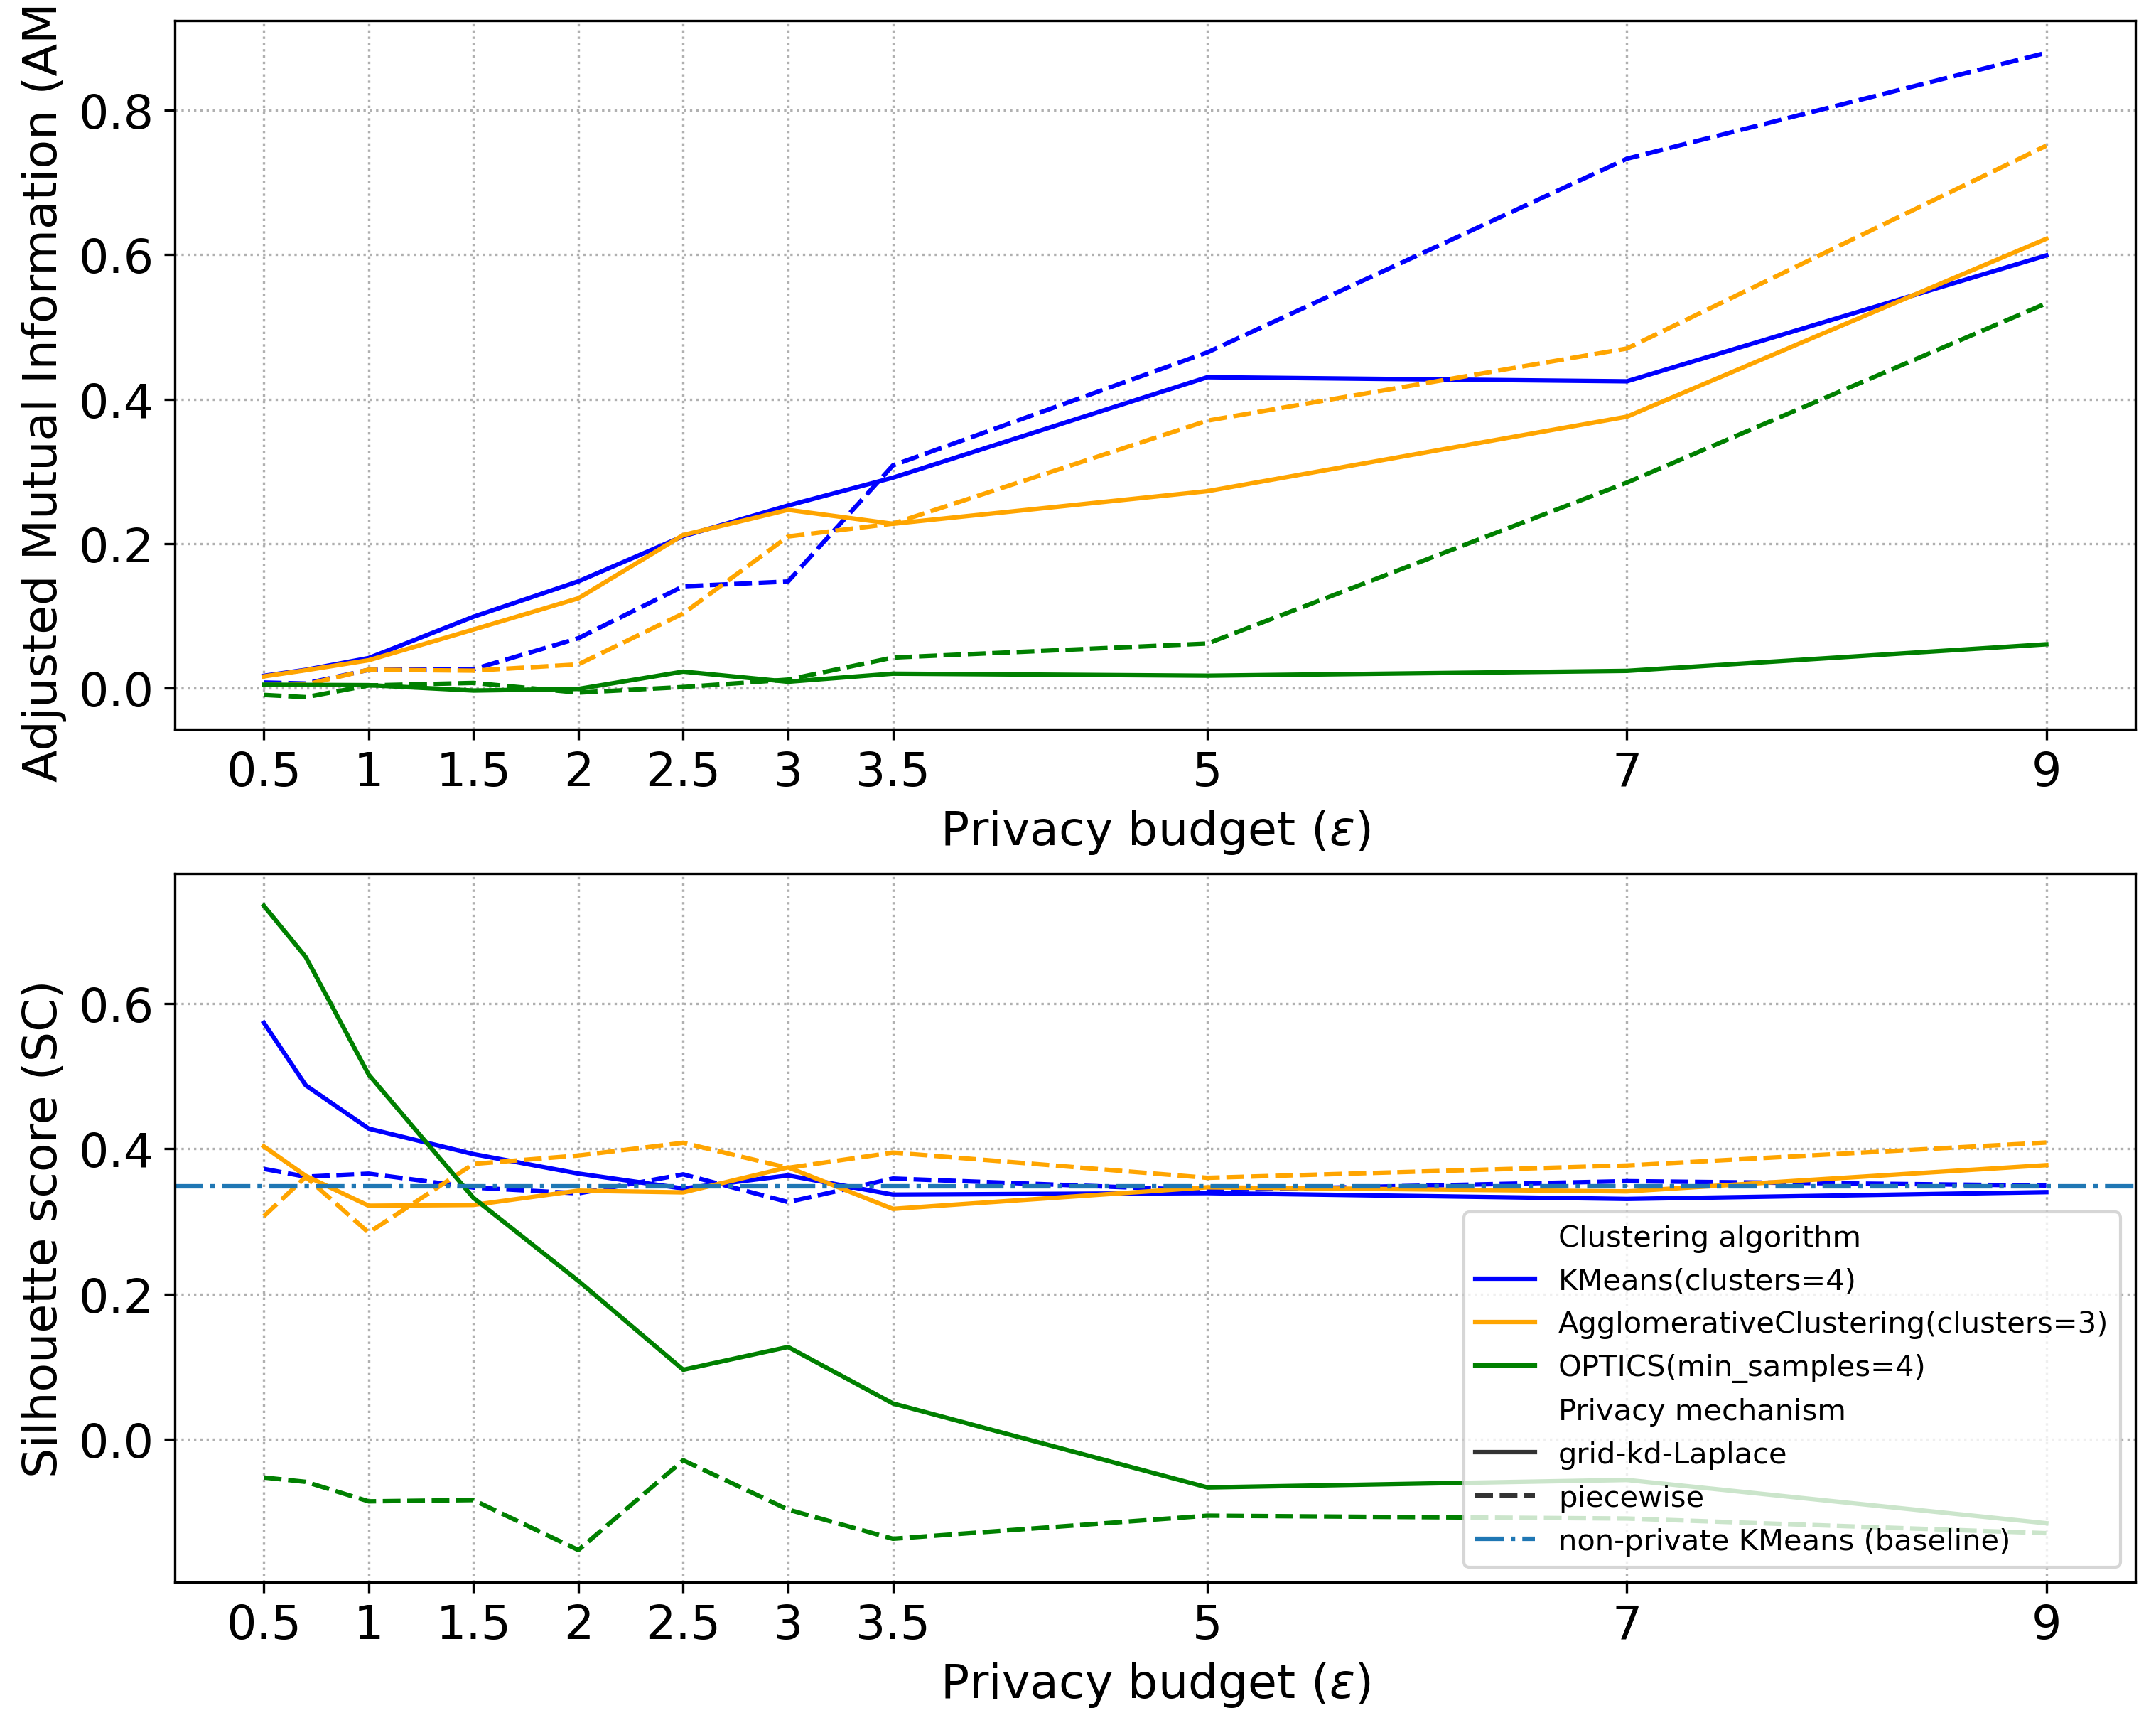 Adjusted Mutual Information (AM
0.8
0.6
0.4
0.2
0.0
0.5 1 1.5 2 2.5 3 3.5 5 7 9
Privacy budget (ε)
Silhouette score (SC)
0.6
0.4
0.2
0.0
Clustering algorithm
KMeans(clusters=4)
AgglomerativeClustering(clusters=3)
OPTICS(min_samples=4)
Privacy mechanism
grid-kd-Laplace
piecewise
non-private KMeans (baseline)
0.5 1 1.5 2 2.5 3 3.5 5 7 9
Privacy budget (ε)